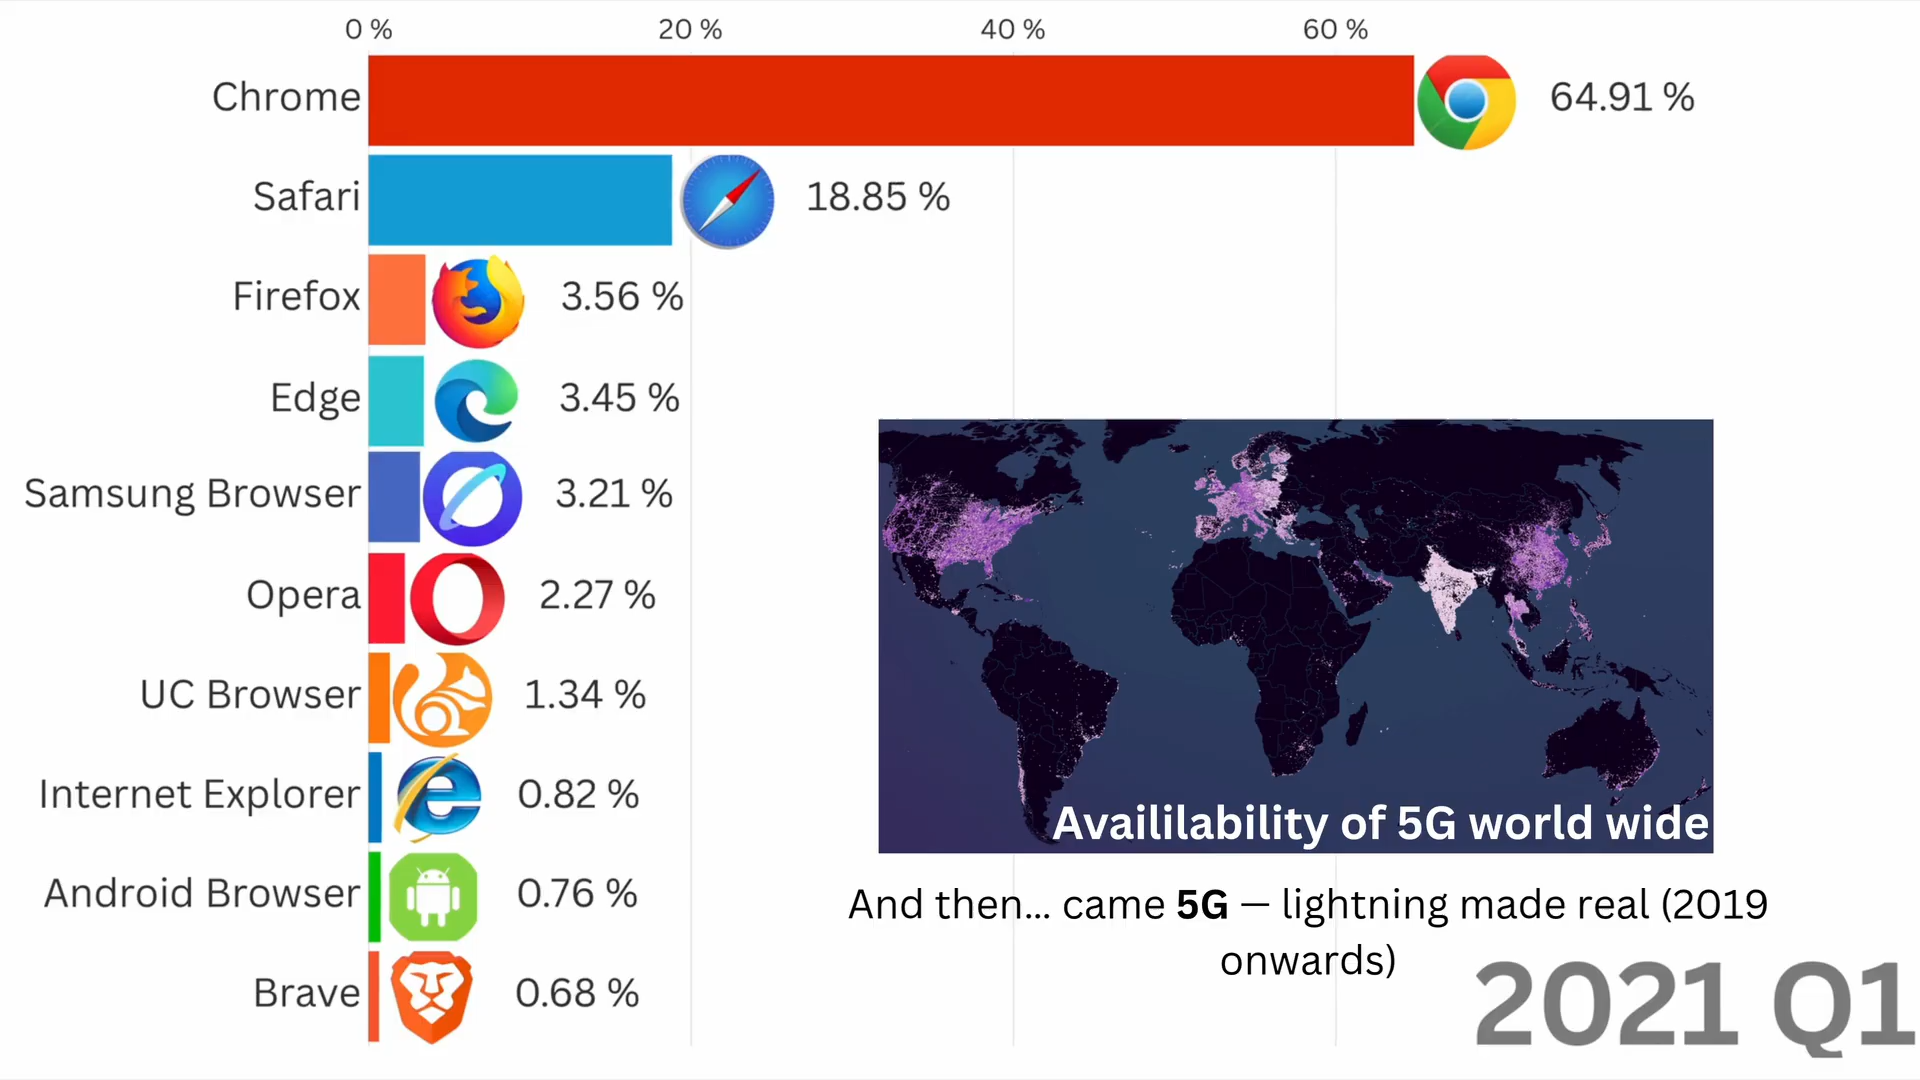 0 % 20 % 40 % 60 %
Chrome 64.91 %
Safari 18.85 %
Firefox 3.56 %
Edge 3.45 %
Samsung Browser 3.21 %
Opera 2.27 %
UC Browser 1.34 %
Internet Explorer 0.82 %
Android Browser 0.76 %
Brave 0.68 %
Availilability of 5G world wide
And then... came 5G — lightning made real (2019
onwards)
2021 Q1